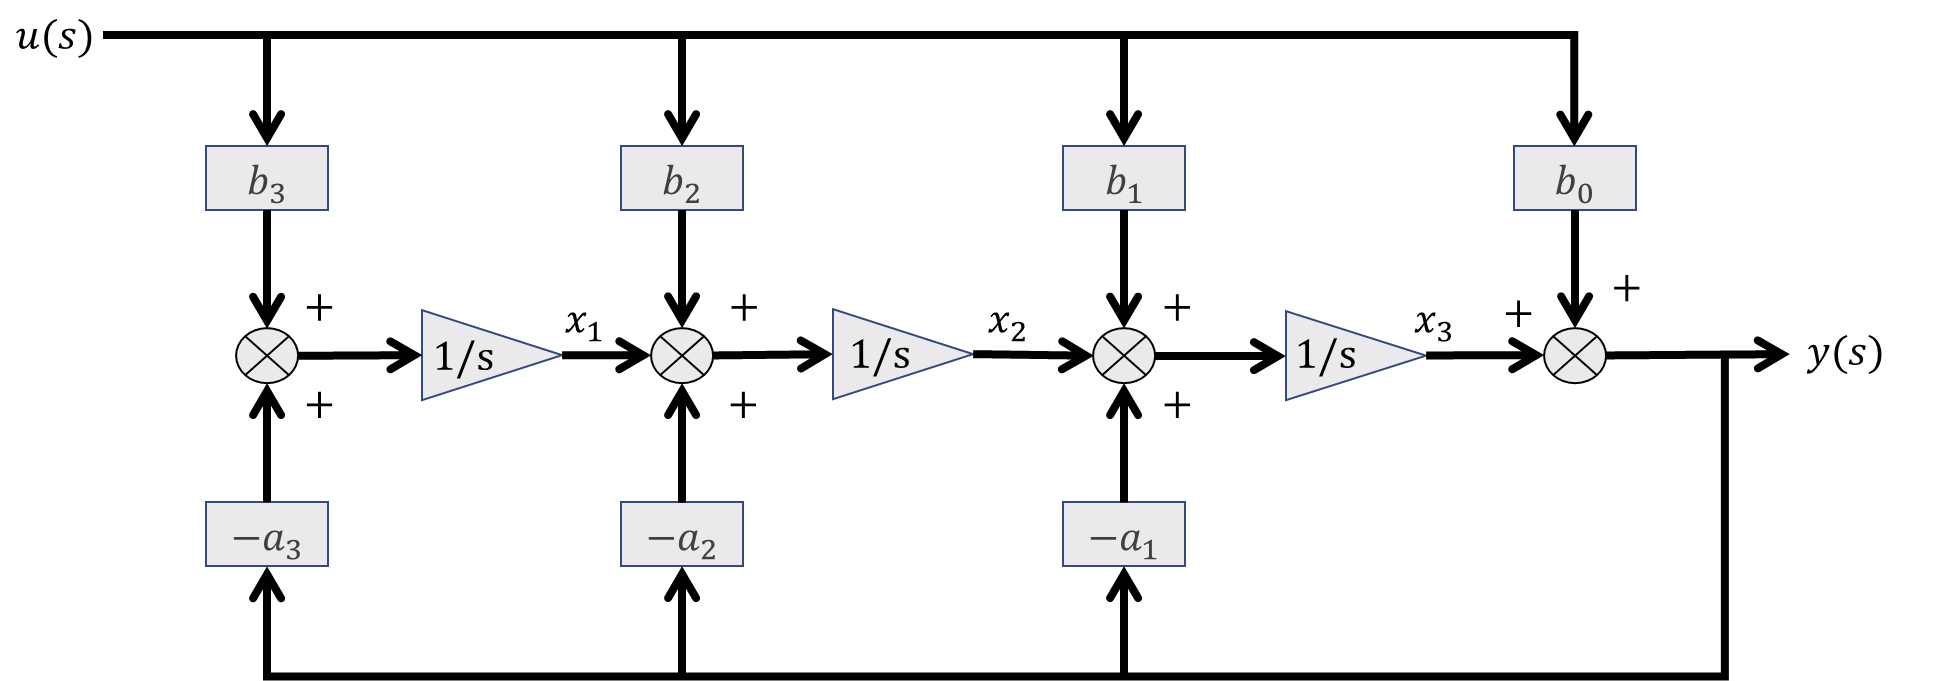 u(s)
b₃ b₂ b₁ b₀
+ + + + +
1/s x₁ 1/s x₂ 1/s x₃ y(s)
+ + +
−a₃ −a₂ −a₁